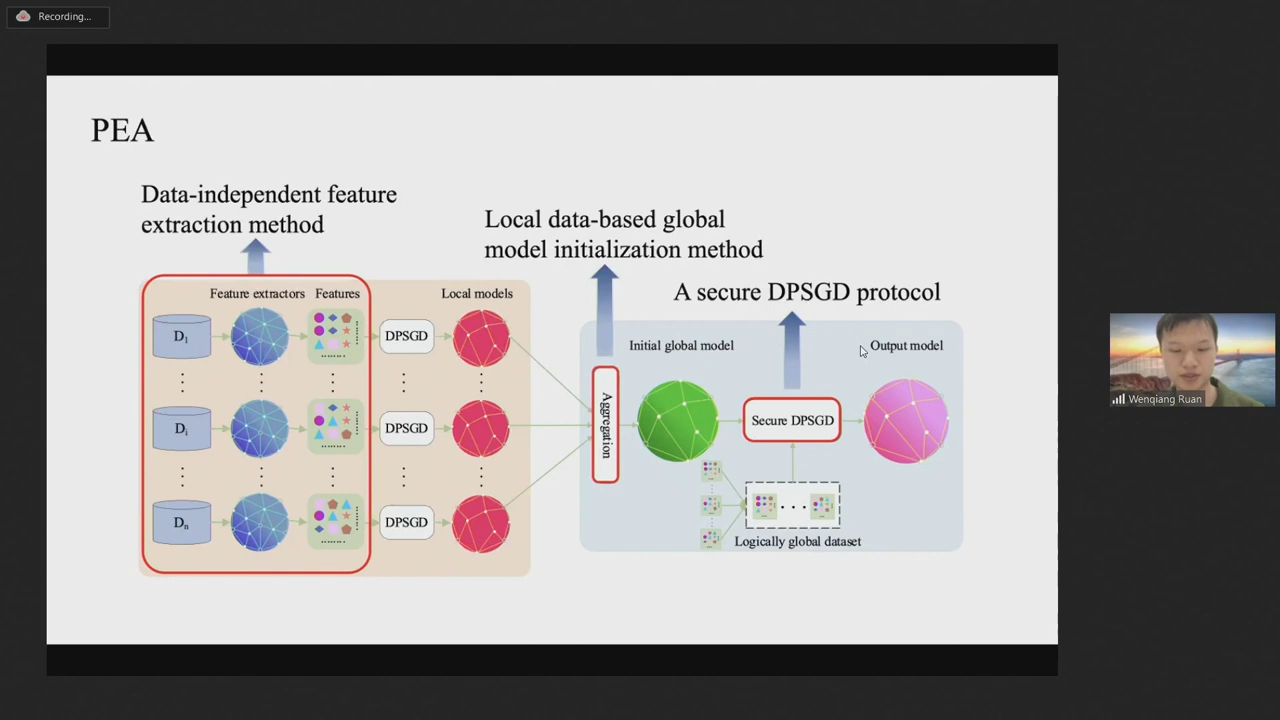 Recording...
PEA
Data-independent feature
extraction method
Local data-based global
model initialization method
A secure DPSGD protocol
Feature extractors
Features
Local models
D1
DPSGD
Di
DPSGD
Dn
DPSGD
Aggregation
Initial global model
Output model
Secure DPSGD
Logically global dataset
Wenqiang Ruan